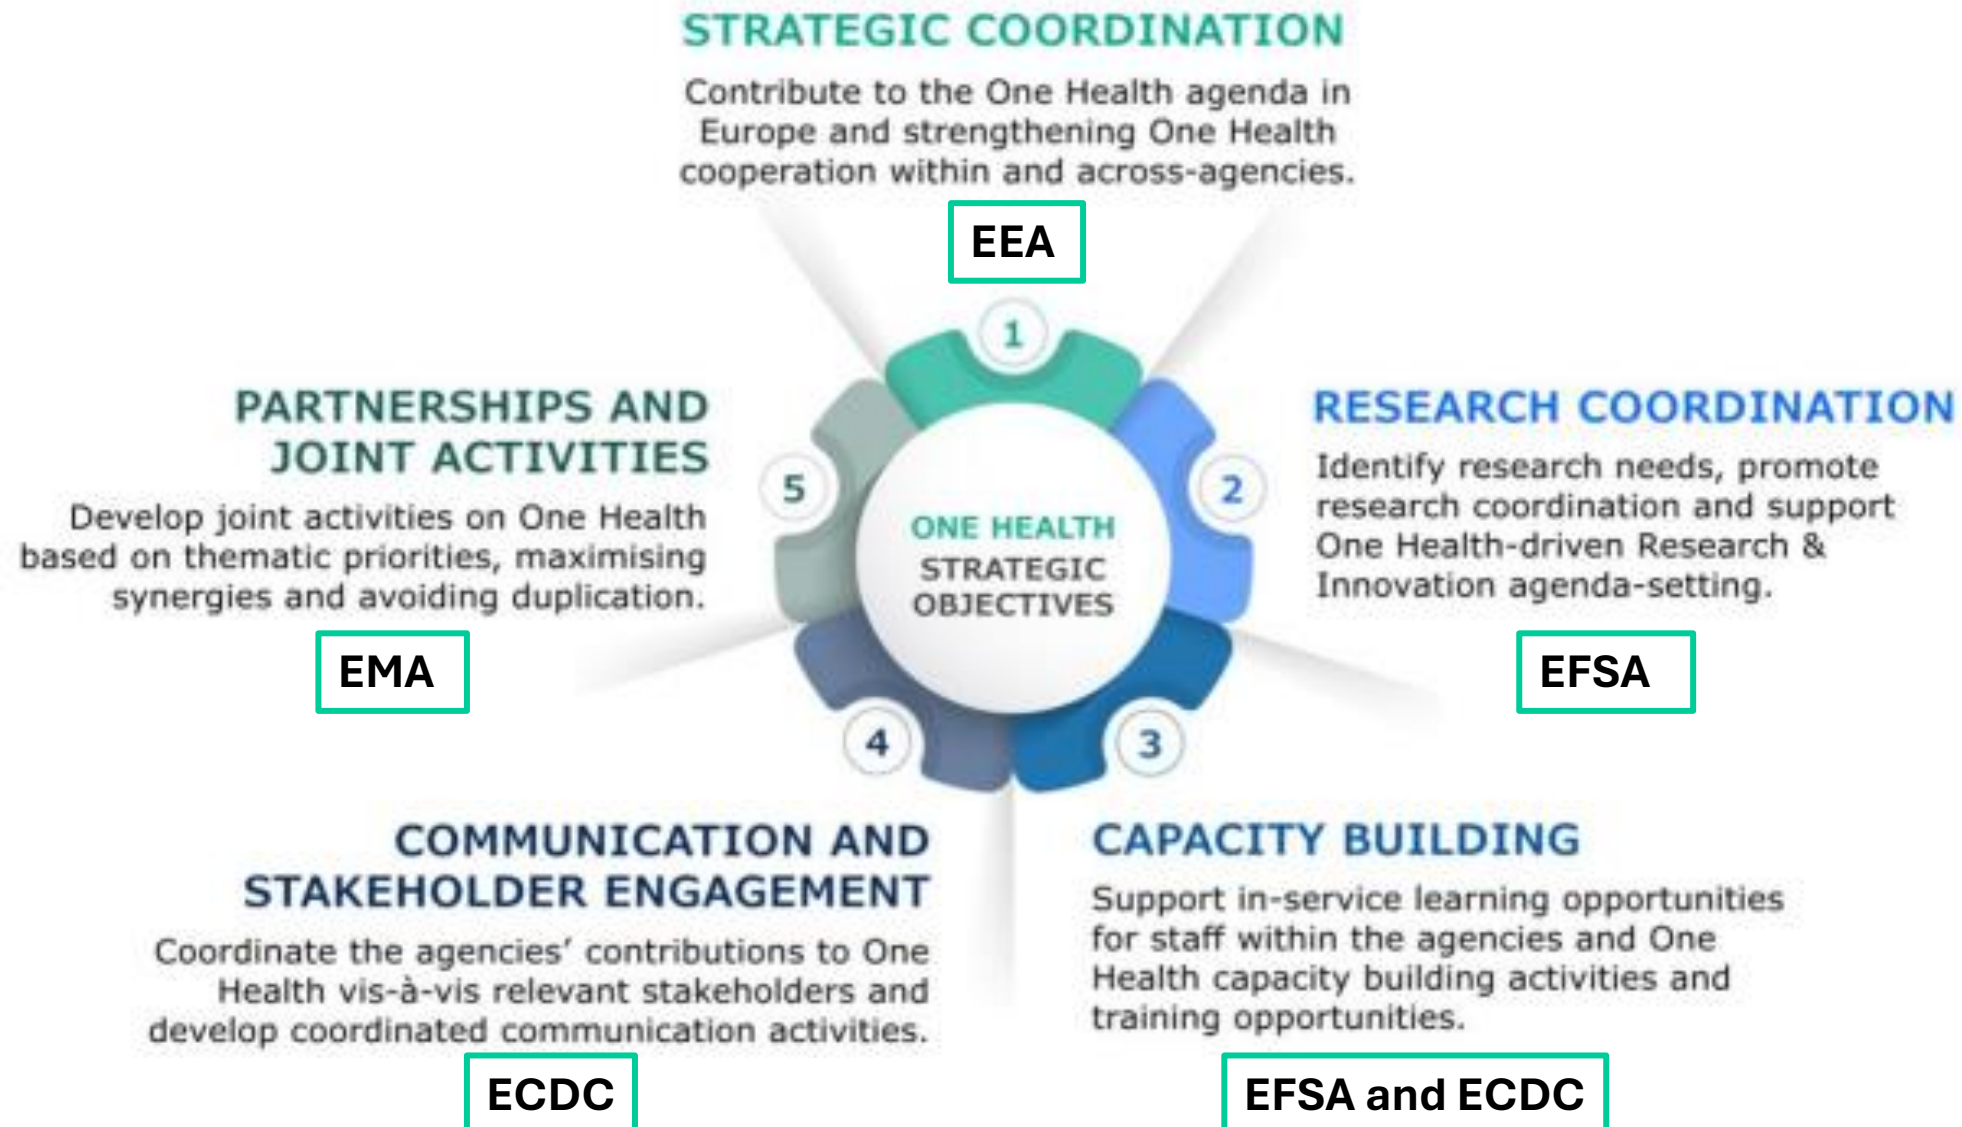 STRATEGIC COORDINATION
Contribute to the One Health agenda in
Europe and strengthening One Health
cooperation within and across-agencies.
EEA
1
PARTNERSHIPS AND
JOINT ACTIVITIES
Develop joint activities on One Health
based on thematic priorities, maximising
synergies and avoiding duplication.
EMA
5
ONE HEALTH
STRATEGIC
OBJECTIVES
2
RESEARCH COORDINATION
Identify research needs, promote
research coordination and support
One Health-driven Research &
Innovation agenda-setting.
EFSA
4
3
COMMUNICATION AND
STAKEHOLDER ENGAGEMENT
Coordinate the agencies' contributions to One
Health vis-à-vis relevant stakeholders and
develop coordinated communication activities.
ECDC
CAPACITY BUILDING
Support in-service learning opportunities
for staff within the agencies and One
Health capacity building activities and
training opportunities.
EFSA and ECDC